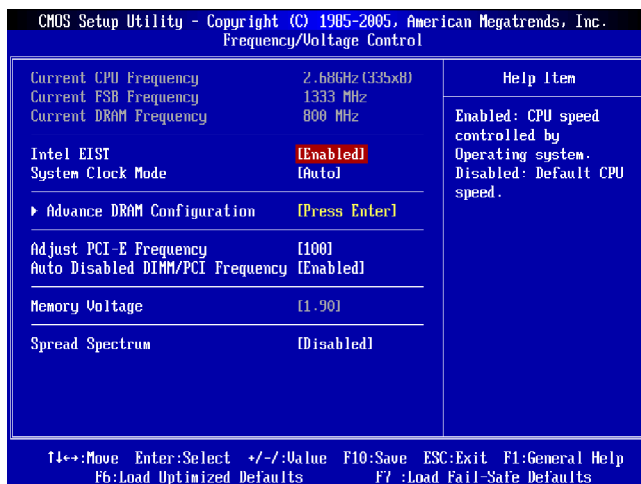 CMOS Setup Utility - Copyright (C) 1985-2005, American Megatrends, Inc.
Frequency/Voltage Control
Current CPU Frequency 2.68GHz(335x8)
Current FSB Frequency 1333 MHz
Current DRAM Frequency 800 MHz
Intel EIST [Enabled]
System Clock Mode [Auto]
▶ Advance DRAM Configuration [Press Enter]
Adjust PCI-E Frequency [100]
Auto Disabled DIMM/PCI Frequency [Enabled]
Memory Voltage [1.90]
Spread Spectrum [Disabled]
Help Item
Enabled: CPU speed
controlled by
Operating system.
Disabled: Default CPU
speed.
↑↓←→:Move Enter:Select +/-/:Value F10:Save ESC:Exit F1:General Help
F6:Load Optimized Defaults F7 :Load Fail-Safe Defaults